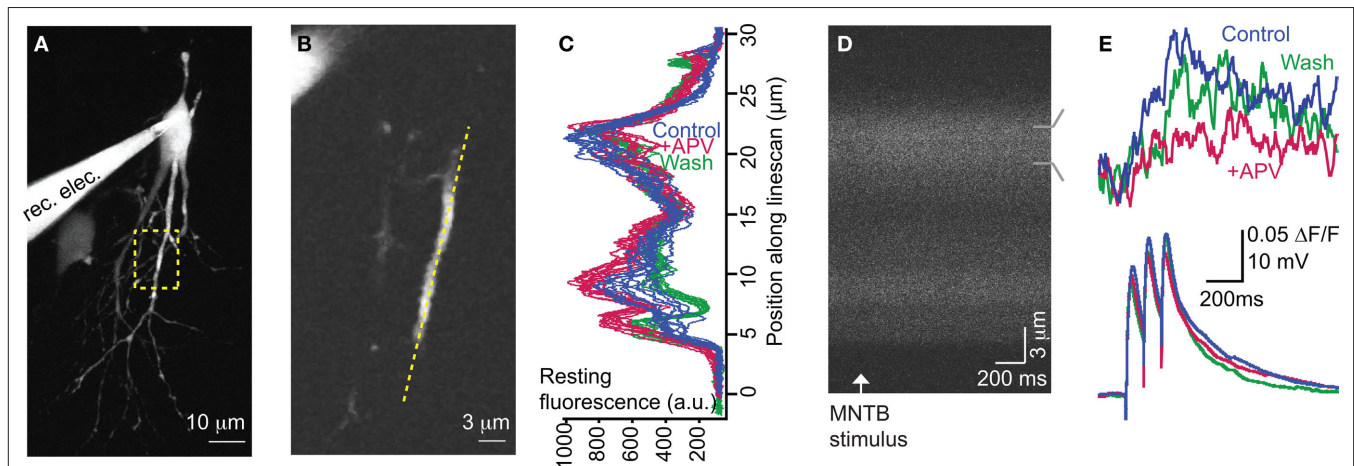 A
rec. elec.
10 μm
B
3 μm
C
Control
+APV
Wash
Resting
fluorescence (a.u.)
1000
800
600
400
200
0
5
10
15
20
25
30
Position along linescan (μm)
D
3 μm
200 ms
MNTB
stimulus
E
Control
Wash
+APV
0.05 ΔF/F
10 mV
200ms